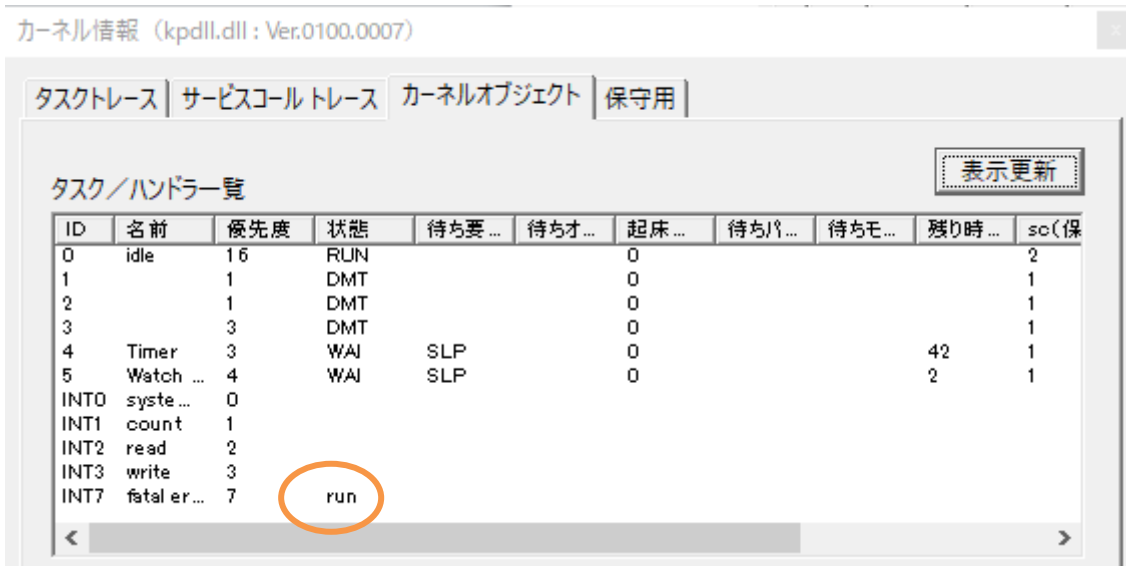 カーネル情報（kpdll.dll : Ver.0100.0007）
x
タスクトレース サービスコールトレース カーネルオブジェクト 保守用
表示更新
タスク／ハンドラ一覧
ID 名前 優先度 状態 待ち要... 待ちオ... 起床... 待ちパ... 待ちモ... 残り時... sc(保
0 idle 16 RUN 0 2
1 1 DMT 0 1
2 1 DMT 0 1
3 3 DMT 0 1
4 Timer 3 WAI SLP 0 42 1
5 Watch ... 4 WAI SLP 0 2 1
INT0 syste... 0
INT1 count 1
INT2 read 2
INT3 write 3
INT7 fatal er... 7 run